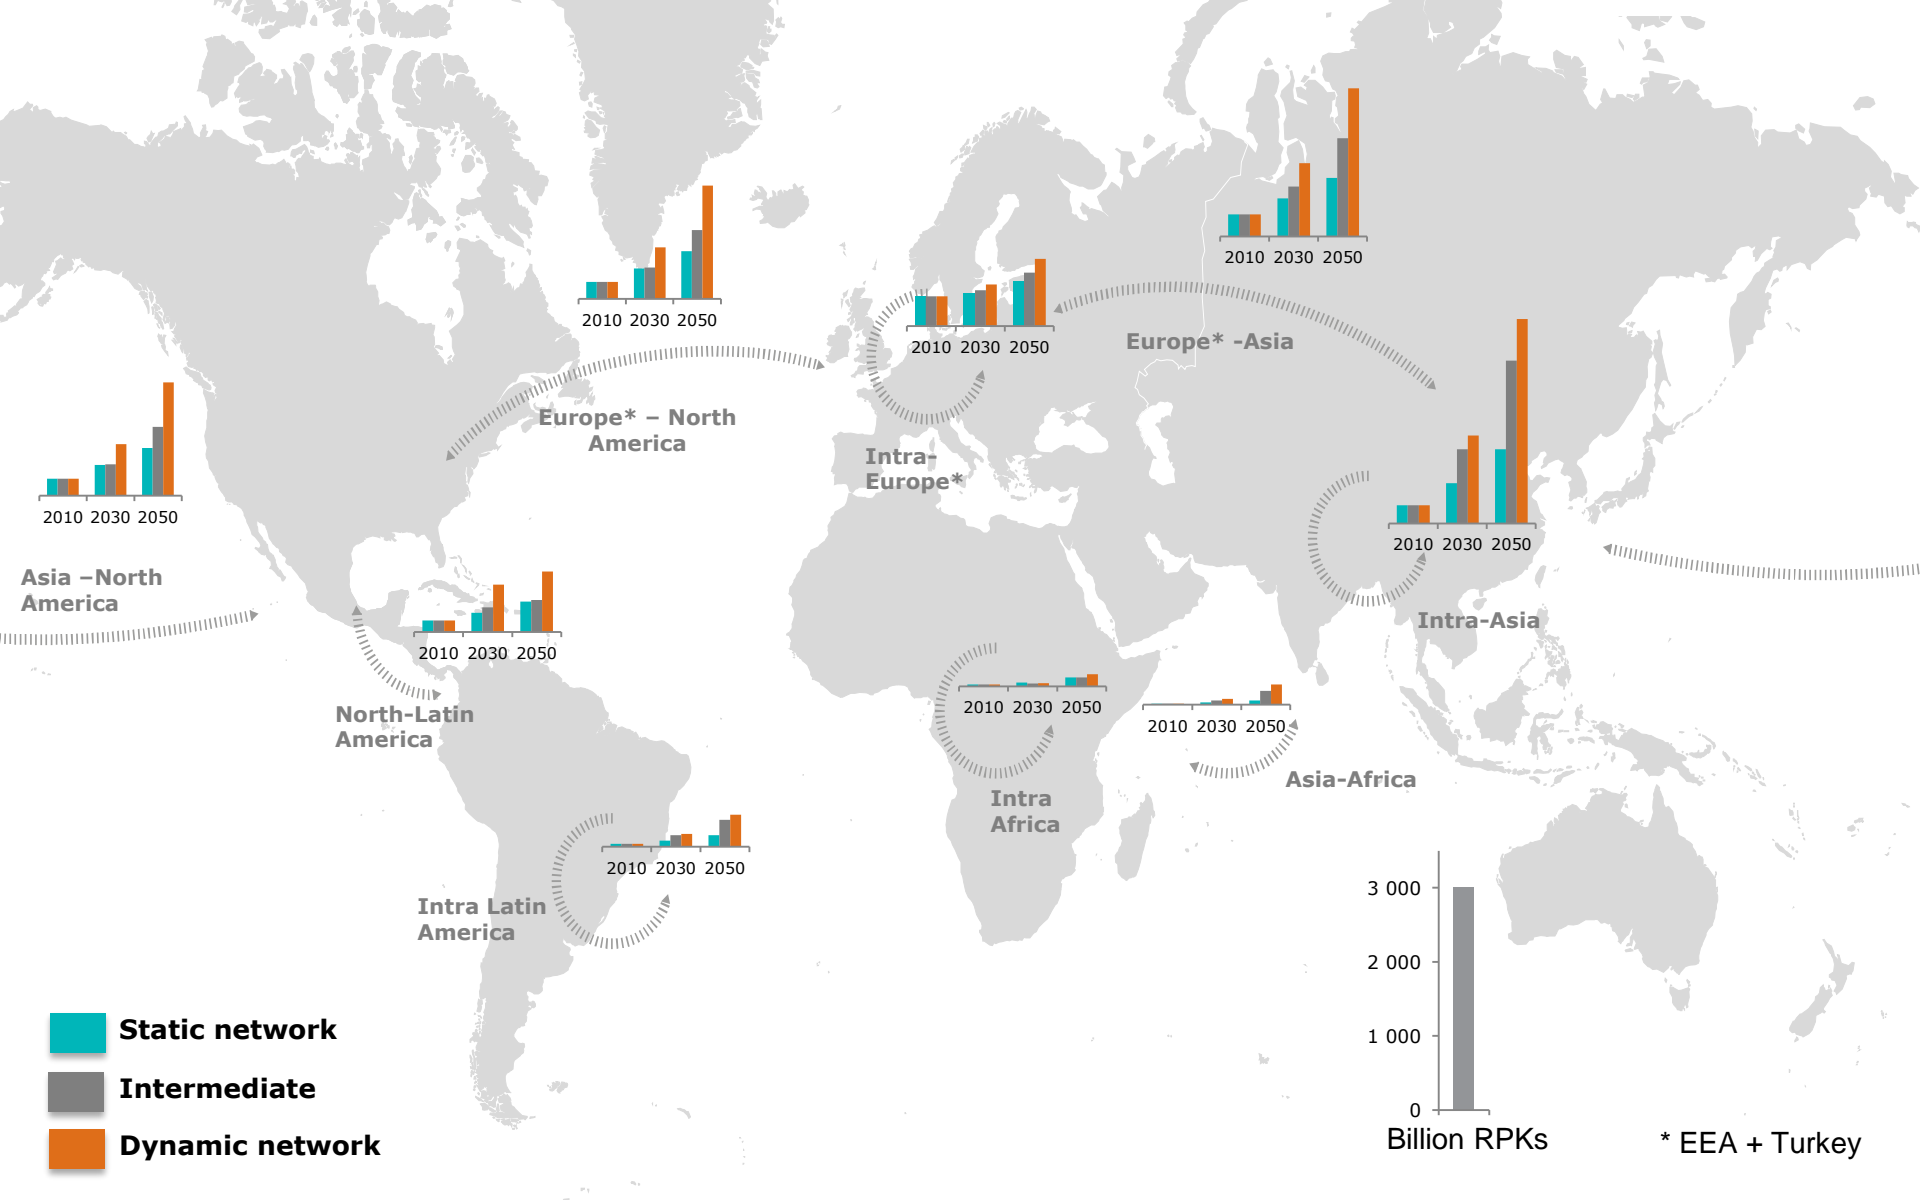 2010 2030 2050
Europe* -Asia
2010 2030 2050
Europe* – North
America
2010 2030 2050
Intra-
Europe*
2010 2030 2050
Asia –North
America
2010 2030 2050
Intra-Asia
2010 2030 2050
North-Latin
America
2010 2030 2050
Intra
Africa
2010 2030 2050
Asia-Africa
2010 2030 2050
Intra Latin
America
Static network
Intermediate
Dynamic network
3 000
2 000
1 000
0
Billion RPKs
* EEA + Turkey